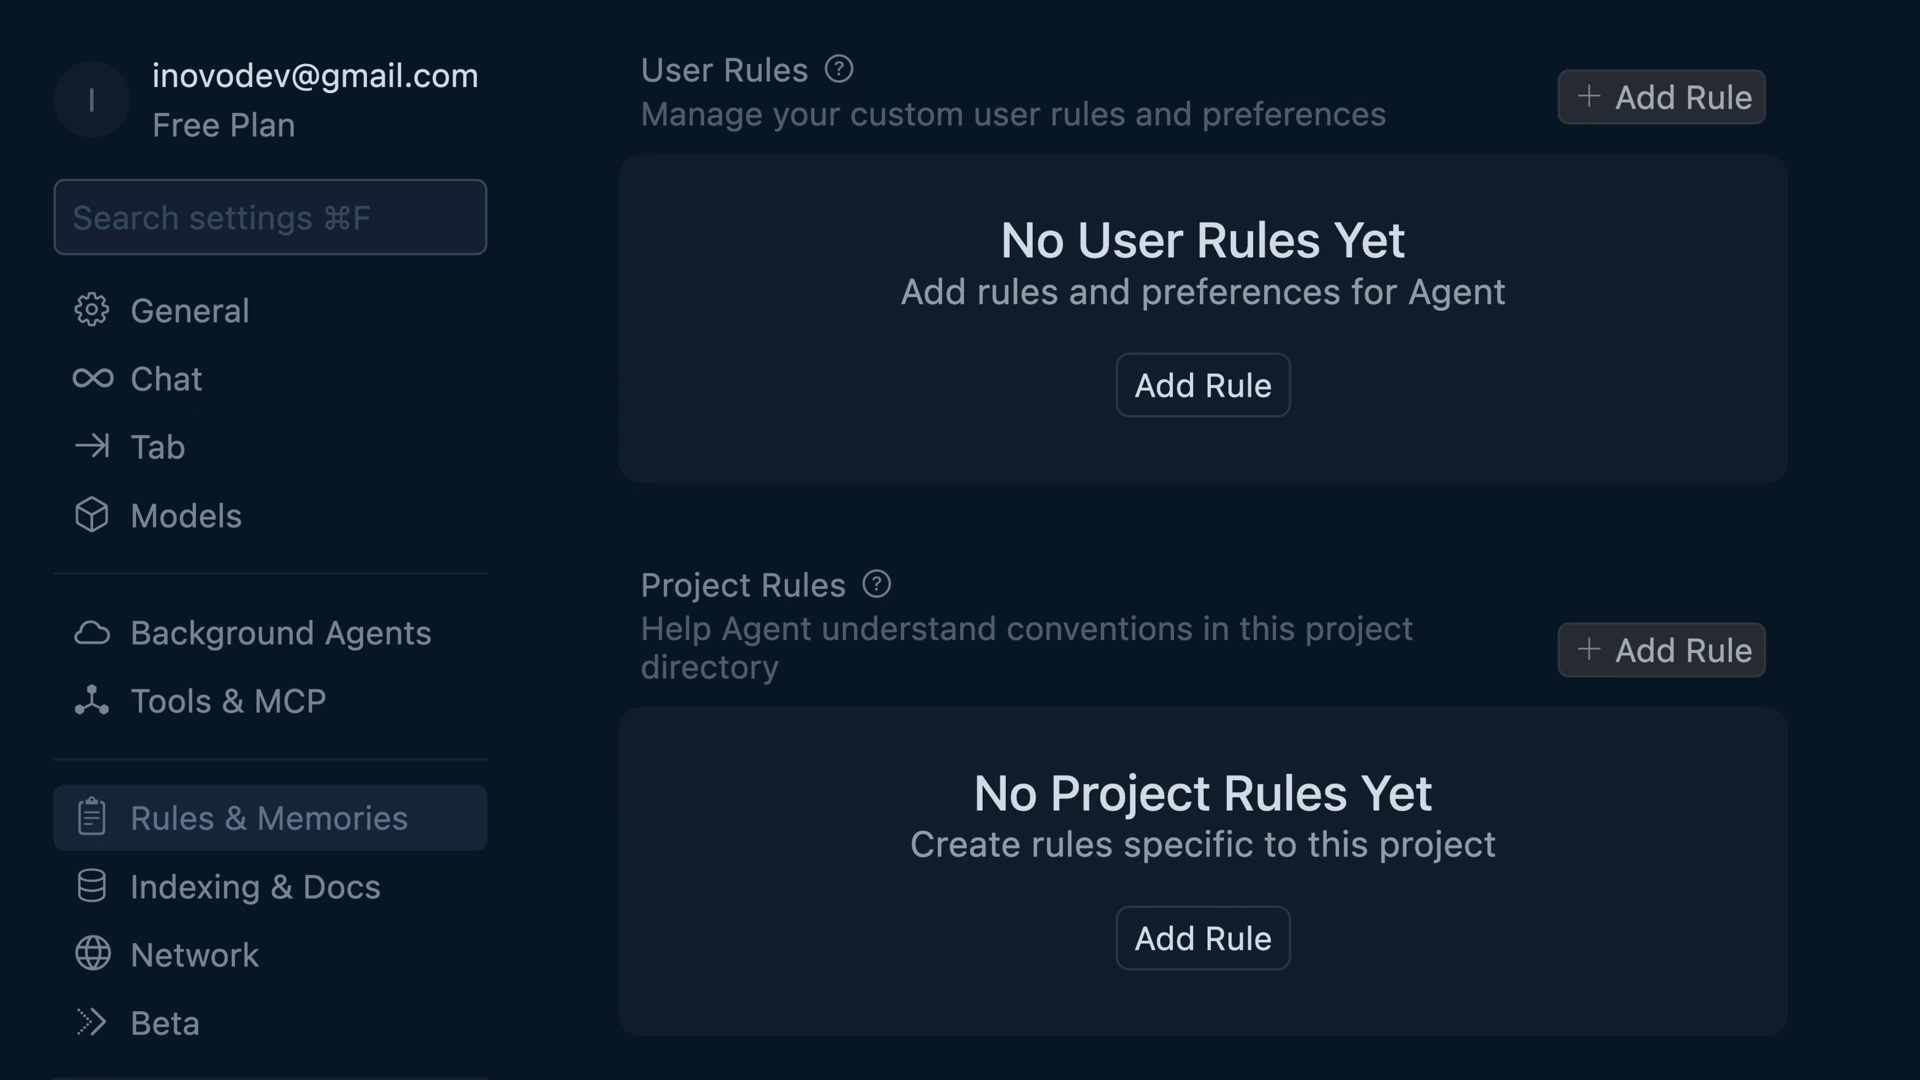 I
inovodev@gmail.com
Free Plan
Search settings ⌘F
General
Chat
Tab
Models
Background Agents
Tools & MCP
Rules & Memories
Indexing & Docs
Network
Beta
User Rules ?
Manage your custom user rules and preferences
+ Add Rule
No User Rules Yet
Add rules and preferences for Agent
Add Rule
Project Rules ?
Help Agent understand conventions in this project
directory
+ Add Rule
No Project Rules Yet
Create rules specific to this project
Add Rule